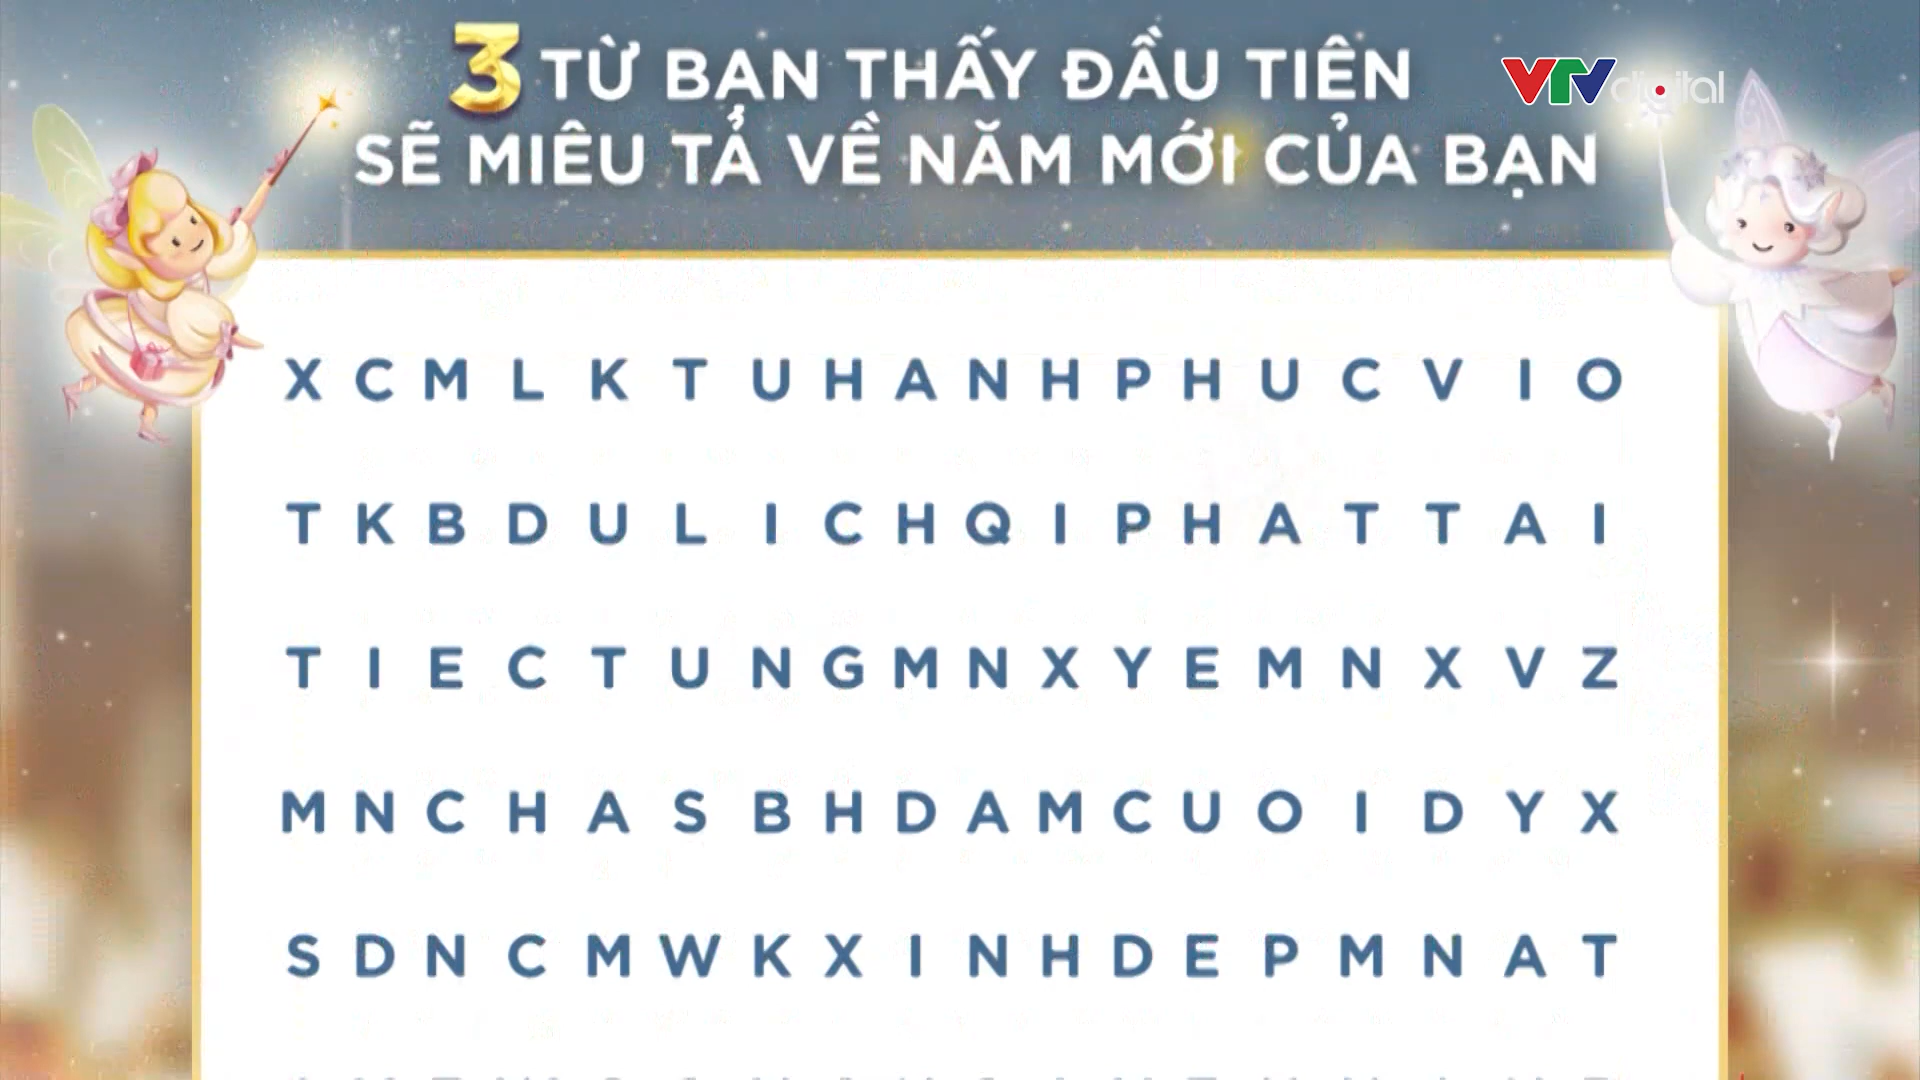 3 TỪ BẠN THẤY ĐẦU TIÊN
SẼ MIÊU TẢ VỀ NĂM MỚI CỦA BẠN
VTV digital
X C M L K T U H A N H P H U C V I O
T K B D U L I C H Q I P H A T T A I
T I E C T U N G M N X Y E M N X V Z
M N C H A S B H D A M C U O I D Y X
S D N C M W K X I N H D E P M N A T